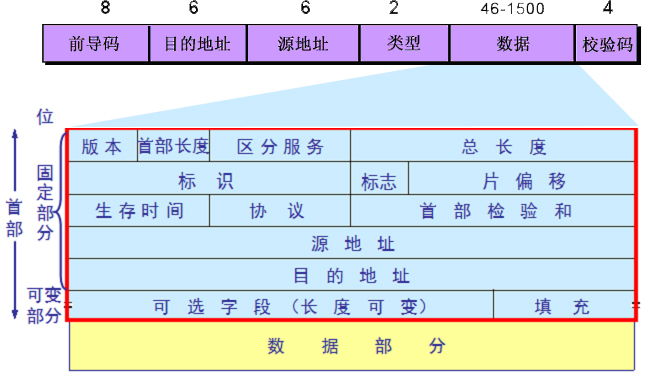 8 6 6 2 46-1500 4
前导码 目的地址 源地址 类型 数据 校验码
位
版本 首部长度 区分服务 总长度
标识 标志 片偏移
生存时间 协议 首部检验和
源地址
目的地址
可选字段（长度可变） 填充
数据部分
首部
固定部分
可变部分